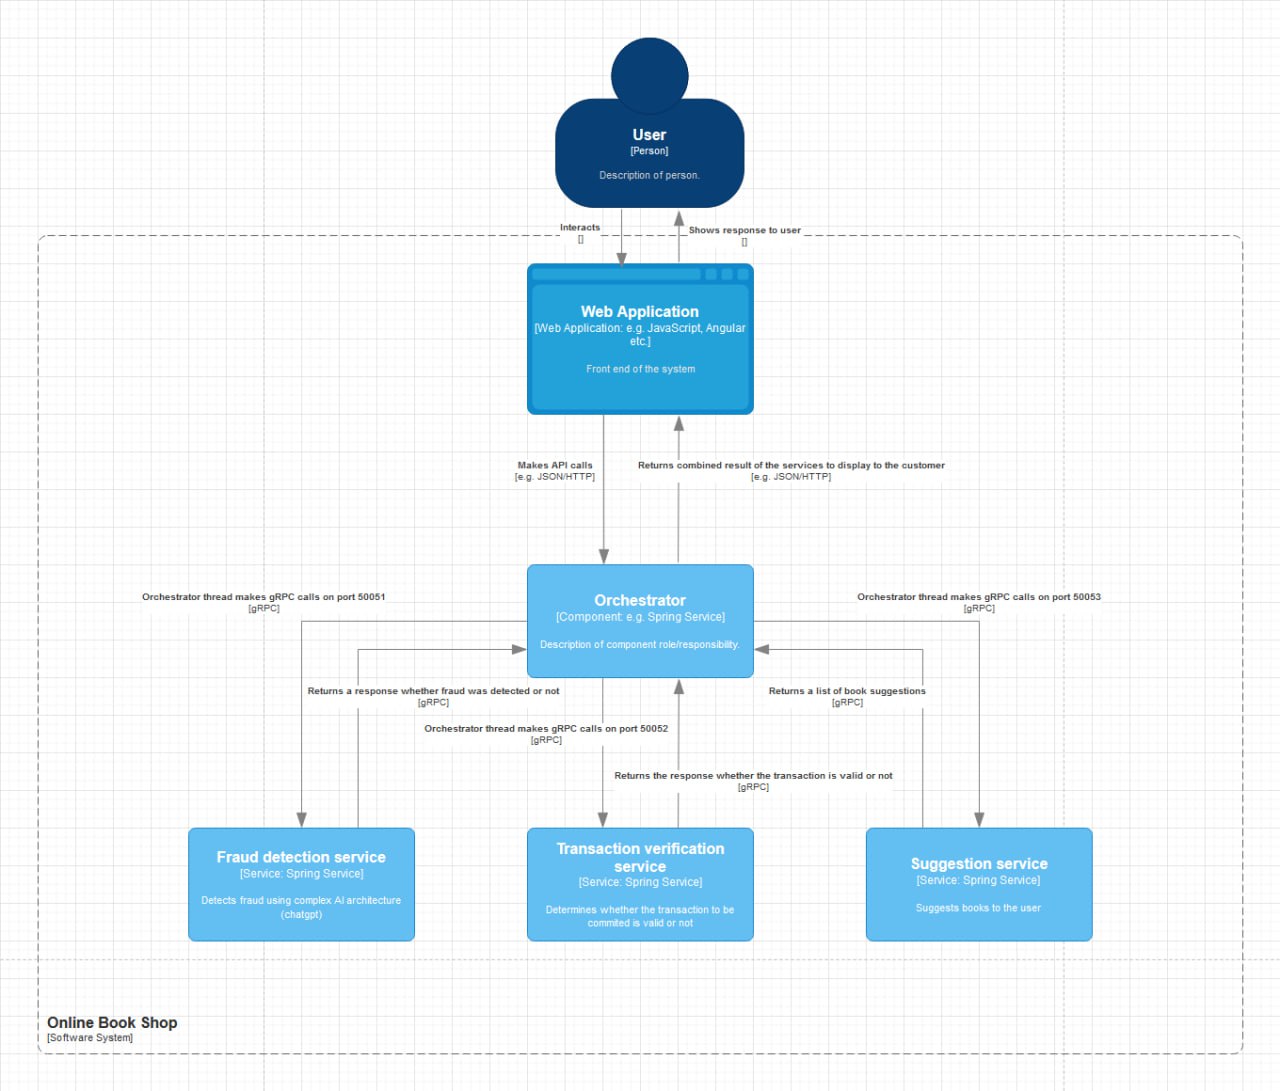 User
[Person]
Description of person.
Interacts
[]
Shows response to user
[]
Web Application
[Web Application: e.g. JavaScript, Angular
etc.]
Front end of the system
Makes API calls
[e.g. JSON/HTTP]
Returns combined result of the services to display to the customer
[e.g. JSON/HTTP]
Orchestrator
[Component: e.g. Spring Service]
Description of component role/responsibility.
Orchestrator thread makes gRPC calls on port 50051
[gRPC]
Orchestrator thread makes gRPC calls on port 50053
[gRPC]
Returns a response whether fraud was detected or not
[gRPC]
Returns a list of book suggestions
[gRPC]
Orchestrator thread makes gRPC calls on port 50052
[gRPC]
Returns the response whether the transaction is valid or not
[gRPC]
Fraud detection service
[Service: Spring Service]
Detects fraud using complex AI architecture
(chatgpt)
Transaction verification
service
[Service: Spring Service]
Determines whether the transaction to be
commited is valid or not
Suggestion service
[Service: Spring Service]
Suggests books to the user
Online Book Shop
[Software System]